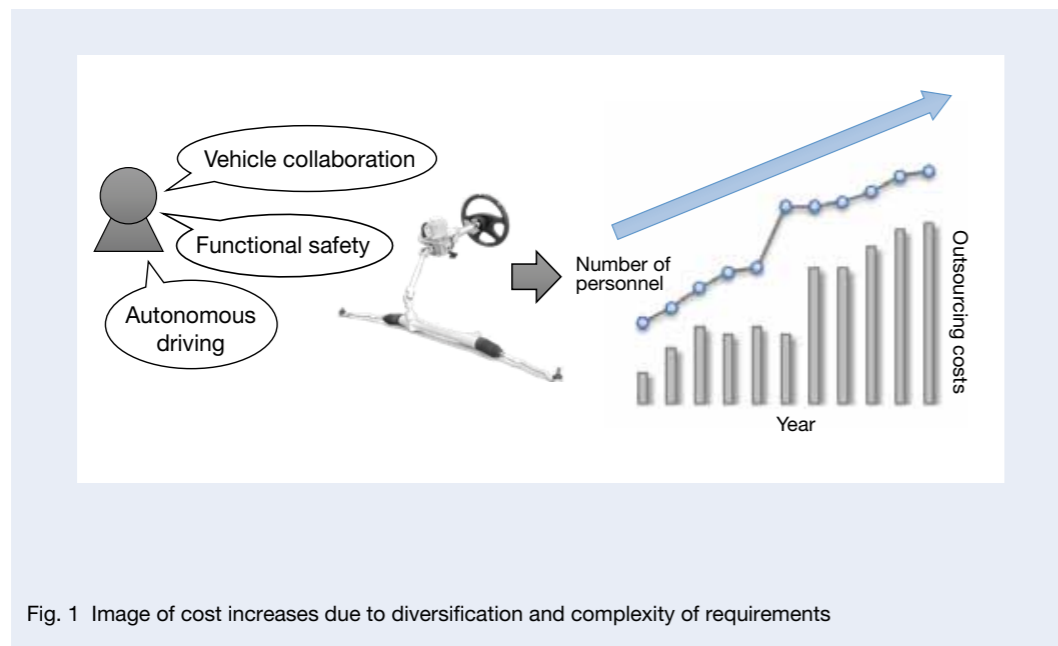 Vehicle collaboration
Functional safety
Autonomous
driving
Number of
personnel
Outsourcing costs
Year
Fig. 1 Image of cost increases due to diversification and complexity of requirements